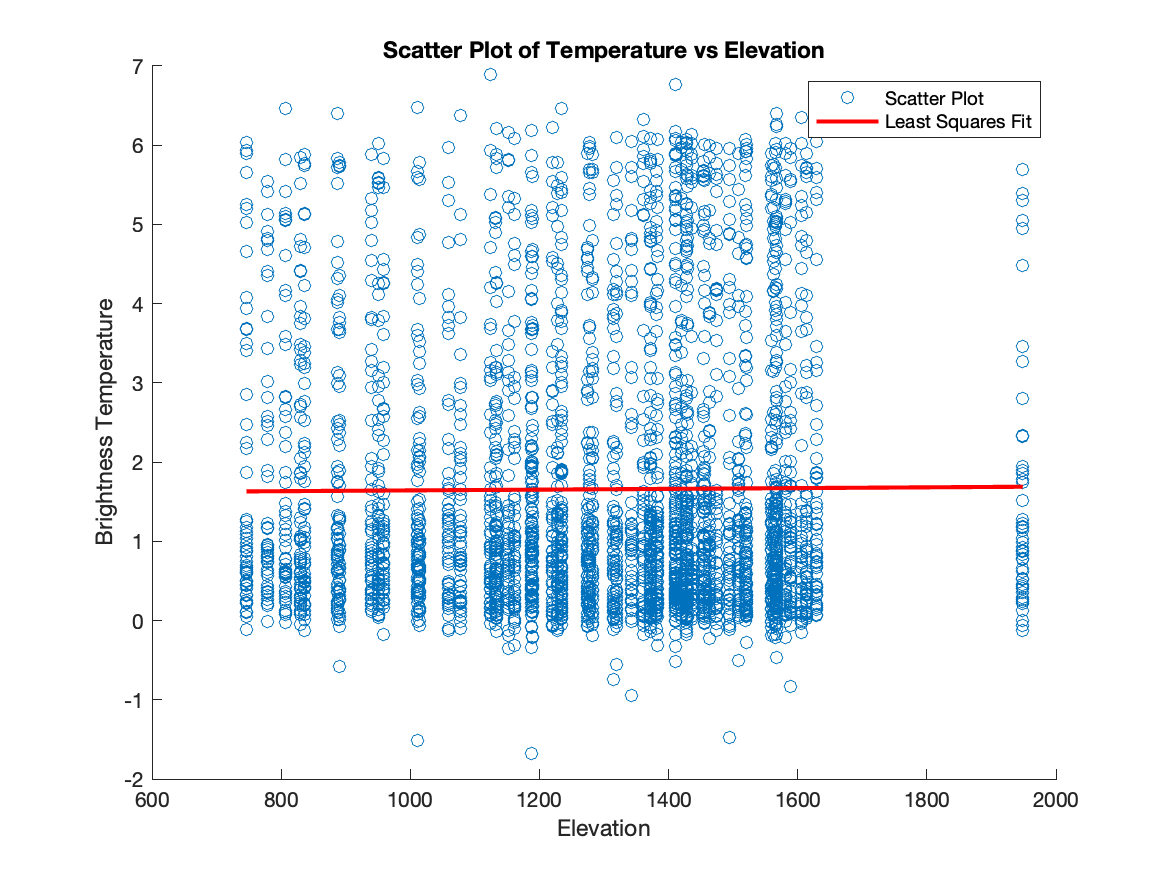 Scatter Plot of Temperature vs Elevation
Scatter Plot
Least Squares Fit
7
6
5
4
3
2
1
0
-1
-2
Brightness Temperature
600 800 1000 1200 1400 1600 1800 2000
Elevation